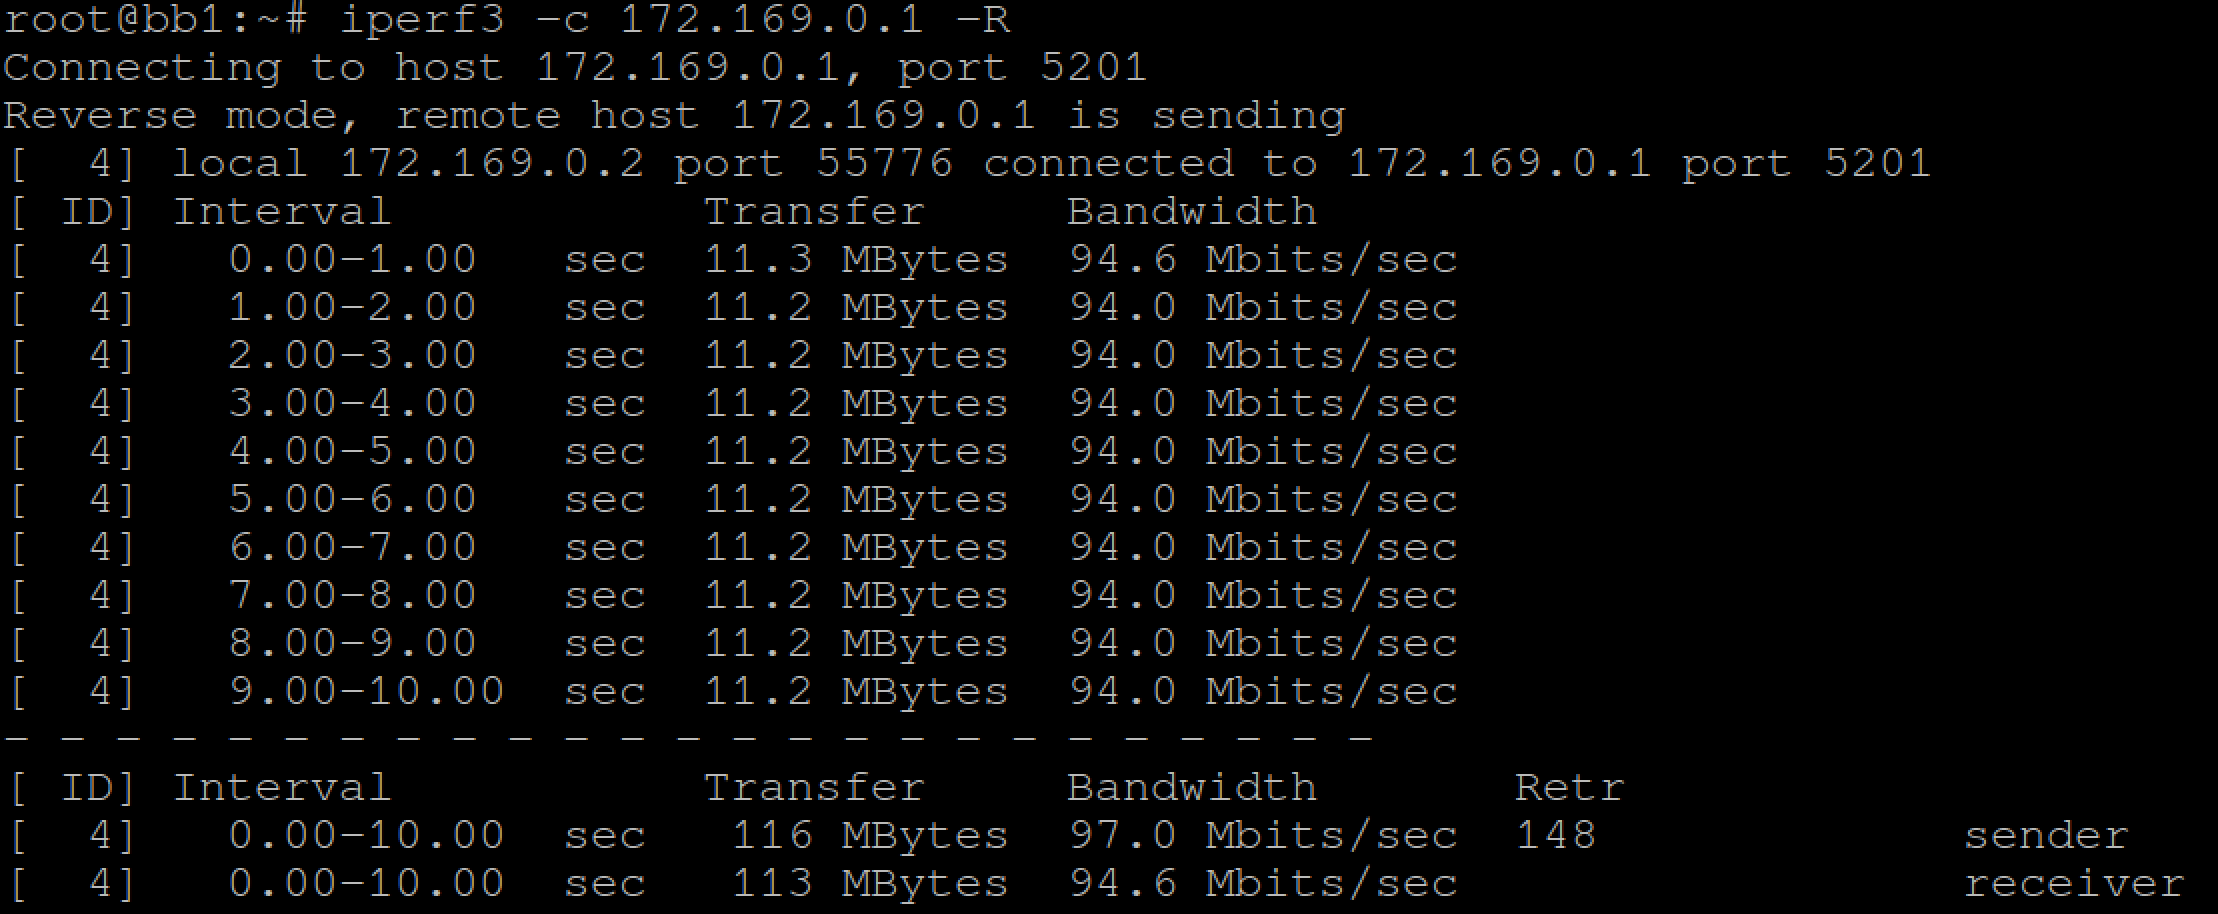 root@bb1:~# iperf3 -c 172.169.0.1 -R
Connecting to host 172.169.0.1, port 5201
Reverse mode, remote host 172.169.0.1 is sending
[  4] local 172.169.0.2 port 55776 connected to 172.169.0.1 port 5201
[ ID] Interval           Transfer     Bandwidth
[  4]   0.00-1.00   sec  11.3 MBytes  94.6 Mbits/sec
[  4]   1.00-2.00   sec  11.2 MBytes  94.0 Mbits/sec
[  4]   2.00-3.00   sec  11.2 MBytes  94.0 Mbits/sec
[  4]   3.00-4.00   sec  11.2 MBytes  94.0 Mbits/sec
[  4]   4.00-5.00   sec  11.2 MBytes  94.0 Mbits/sec
[  4]   5.00-6.00   sec  11.2 MBytes  94.0 Mbits/sec
[  4]   6.00-7.00   sec  11.2 MBytes  94.0 Mbits/sec
[  4]   7.00-8.00   sec  11.2 MBytes  94.0 Mbits/sec
[  4]   8.00-9.00   sec  11.2 MBytes  94.0 Mbits/sec
[  4]   9.00-10.00  sec  11.2 MBytes  94.0 Mbits/sec
- - - - - - - - - - - - - - - - - - - - - - - - -
[ ID] Interval           Transfer     Bandwidth       Retr
[  4]   0.00-10.00  sec   116 MBytes  97.0 Mbits/sec  148             sender
[  4]   0.00-10.00  sec   113 MBytes  94.6 Mbits/sec                  receiver